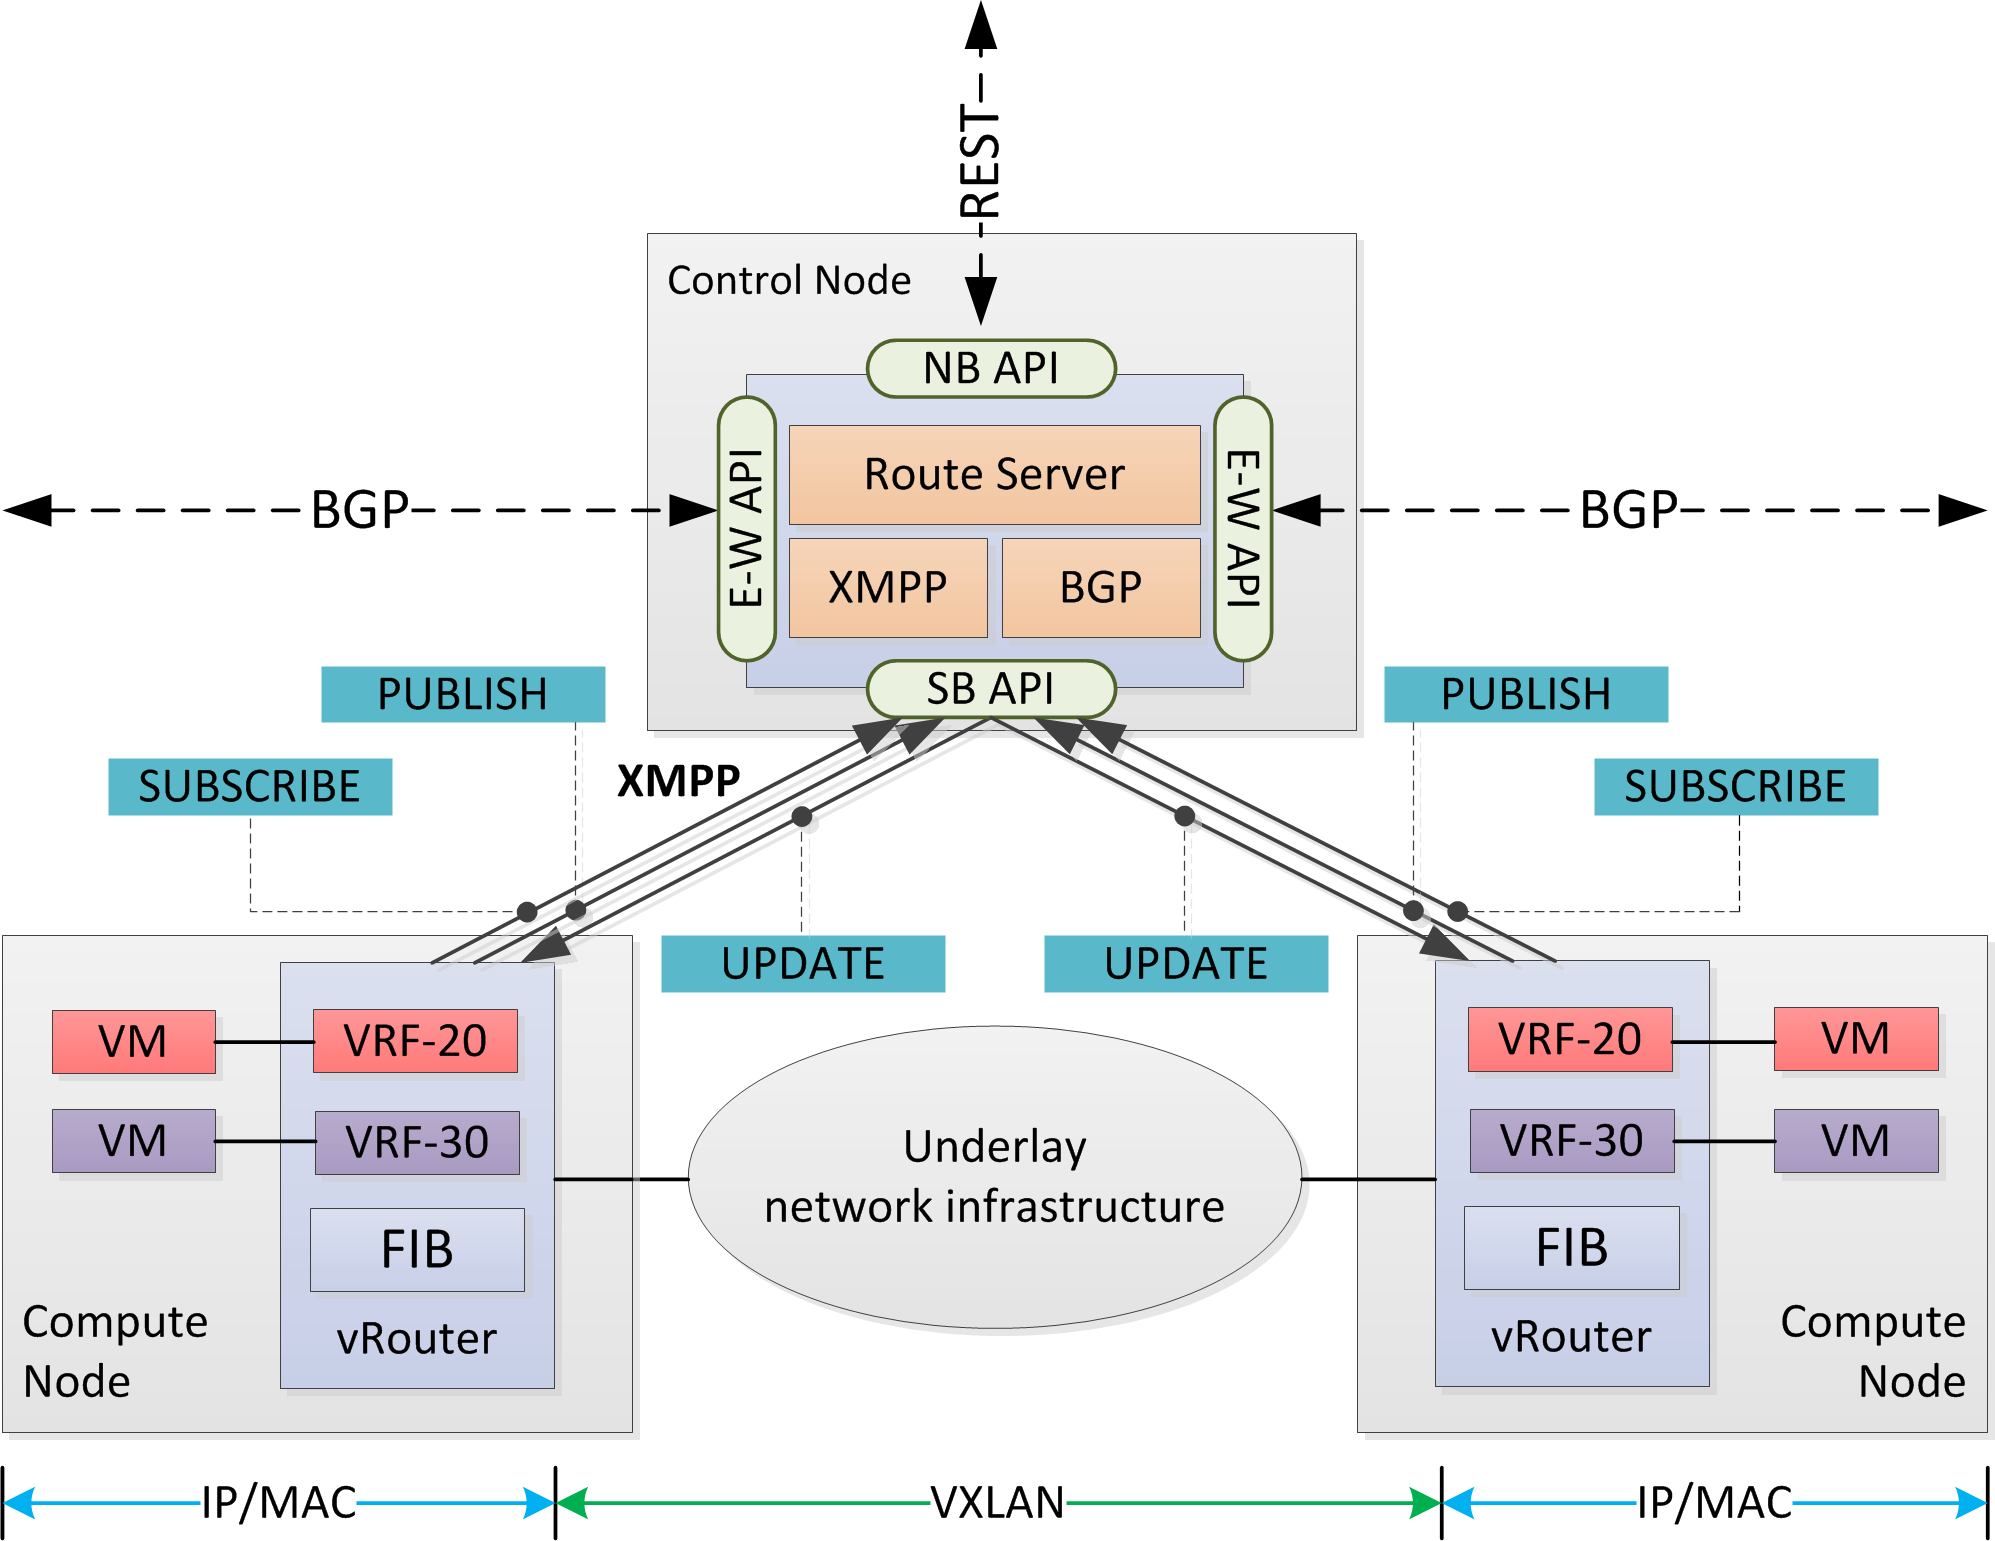 REST
Control Node
NB API
E-W API
Route Server
E-W API
BGP
BGP
XMPP
BGP
SB API
PUBLISH
PUBLISH
SUBSCRIBE
XMPP
SUBSCRIBE
UPDATE
UPDATE
VM
VRF-20
VRF-20
VM
VM
VRF-30
VRF-30
VM
Underlay
network infrastructure
FIB
FIB
vRouter
vRouter
Compute
Node
Compute
Node
IP/MAC
VXLAN
IP/MAC